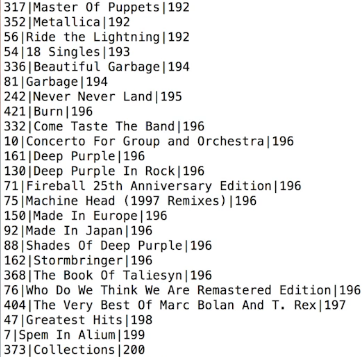 317|Master Of Puppets|192
352|Metallica|192
56|Ride the Lightning|192
54|18 Singles|193
336|Beautiful Garbage|194
81|Garbage|194
242|Never Never Land|195
421|Burn|196
332|Come Taste The Band|196
10|Concerto For Group and Orchestra|196
161|Deep Purple|196
130|Deep Purple In Rock|196
71|Fireball 25th Anniversary Edition|196
75|Machine Head (1997 Remixes)|196
150|Made In Europe|196
92|Made In Japan|196
88|Shades Of Deep Purple|196
162|Stormbringer|196
368|The Book Of Taliesyn|196
76|Who Do We Think We Are Remastered Edition|196
404|The Very Best Of Marc Bolan And T. Rex|197
47|Greatest Hits|198
7|Spem In Alium|199
373|Collections|200